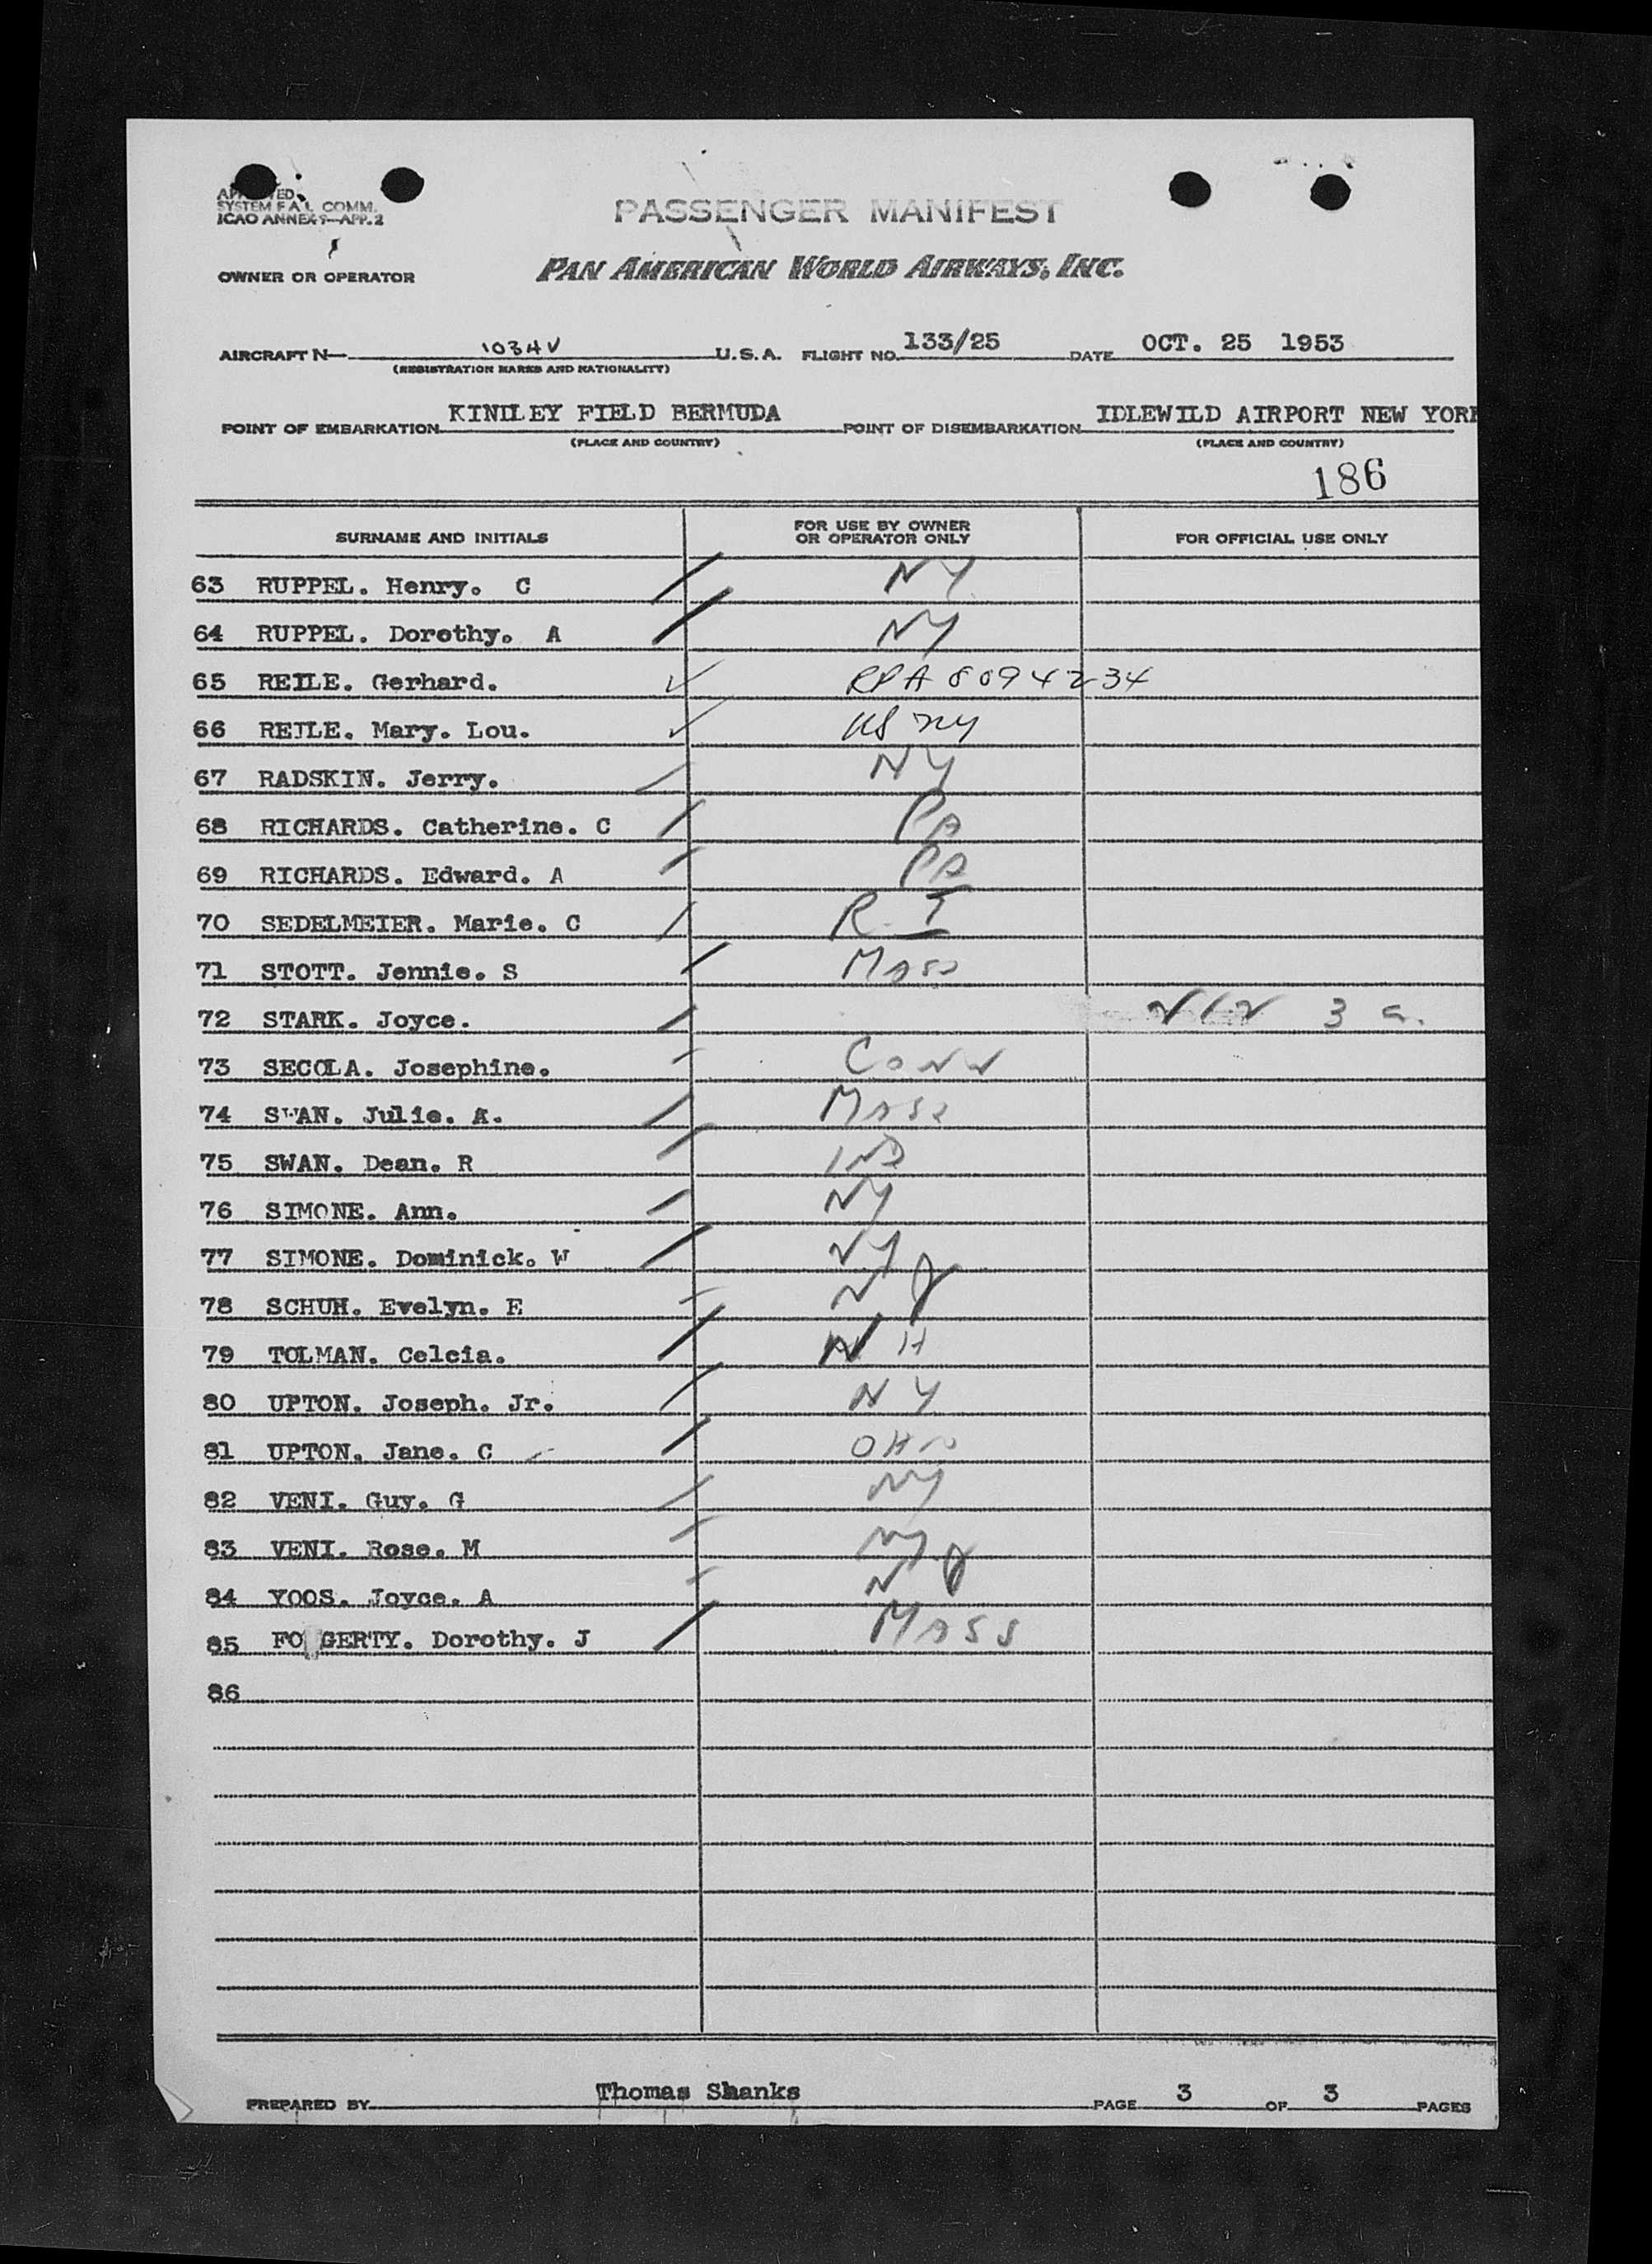 SYSTEM F.A.L. COMM.
ICAO ANNEX 9—APP. 2
PASSENGER MANIFEST
OWNER OR OPERATOR PAN AMERICAN WORLD AIRWAYS, INC.
AIRCRAFT N— 1034V U.S.A. FLIGHT NO. 133/25 DATE OCT. 25 1953
(REGISTRATION MARKS AND NATIONALITY)
POINT OF EMBARKATION KINDLEY FIELD BERMUDA POINT OF DISEMBARKATION IDLEWILD AIRPORT NEW YORK
(PLACE AND COUNTRY) (PLACE AND COUNTRY)
186
SURNAME AND INITIALS FOR USE BY OWNER OR OPERATOR ONLY FOR OFFICIAL USE ONLY
63 RUPPEL. Henry. C NY
64 RUPPEL. Dorothy. A NY
65 REILE. Gerhard. RPA 8094234
66 REILE. Mary. Lou. US NY
67 RADSKIN. Jerry. NY
68 RICHARDS. Catherine. C PA
69 RICHARDS. Edward. A PA
70 SEDELMEIER. Marie. C R.I
71 STOTT. Jennie. S MASS
72 STARK. Joyce.
73 SECOLA. Josephine. CONN
74 SWAN. Julie. A. MASS
75 SWAN. Dean. R IND
76 SIMONE. Ann. NY
77 SIMONE. Dominick. W NY
78 SCHUH. Evelyn. E NJ
79 TOLMAN. Celcia. NH
80 UPTON. Joseph. Jr. NY
81 UPTON. Jane. C OHIO
82 VENI. Guy. G NY
83 VENI. Rose. M NY
84 YOOS. Joyce. A NJ
85 FO GERTY. Dorothy. J MASS
86
PREPARED BY Thomas Shanks PAGE 3 OF 3 PAGES